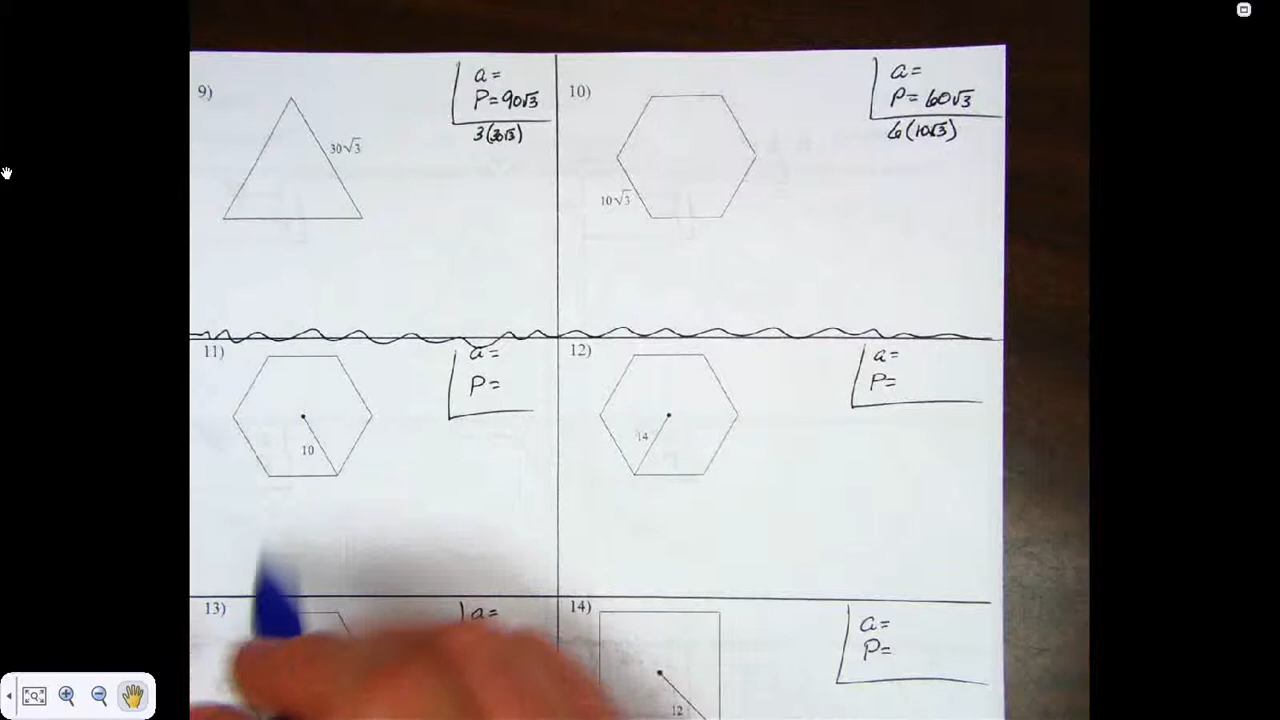 9)
a =
P = 90√3
3(30√3)
30√3
10)
a =
P = 60√3
6(10√3)
10√3
11)
a =
P =
10
12)
a =
P =
14
13)
a =
14)
a =
P =
12